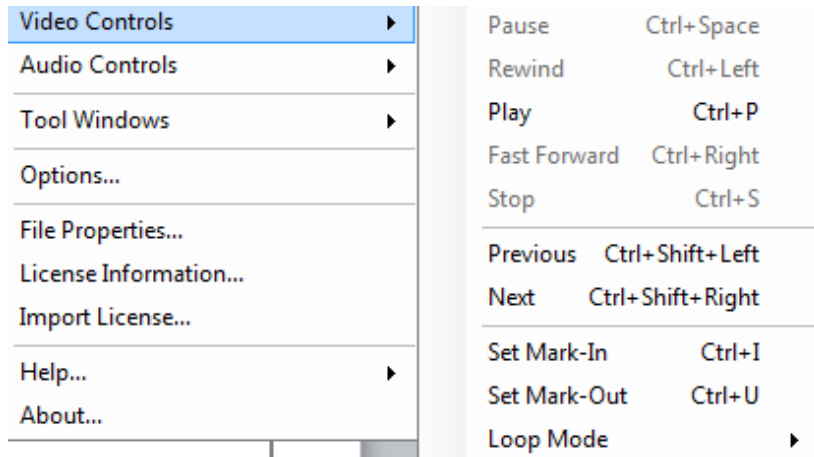 Video Controls
Audio Controls
Tool Windows
Options...
File Properties...
License Information...
Import License...
Help...
About...
Pause Ctrl+Space
Rewind Ctrl+Left
Play Ctrl+P
Fast Forward Ctrl+Right
Stop Ctrl+S
Previous Ctrl+Shift+Left
Next Ctrl+Shift+Right
Set Mark-In Ctrl+I
Set Mark-Out Ctrl+U
Loop Mode